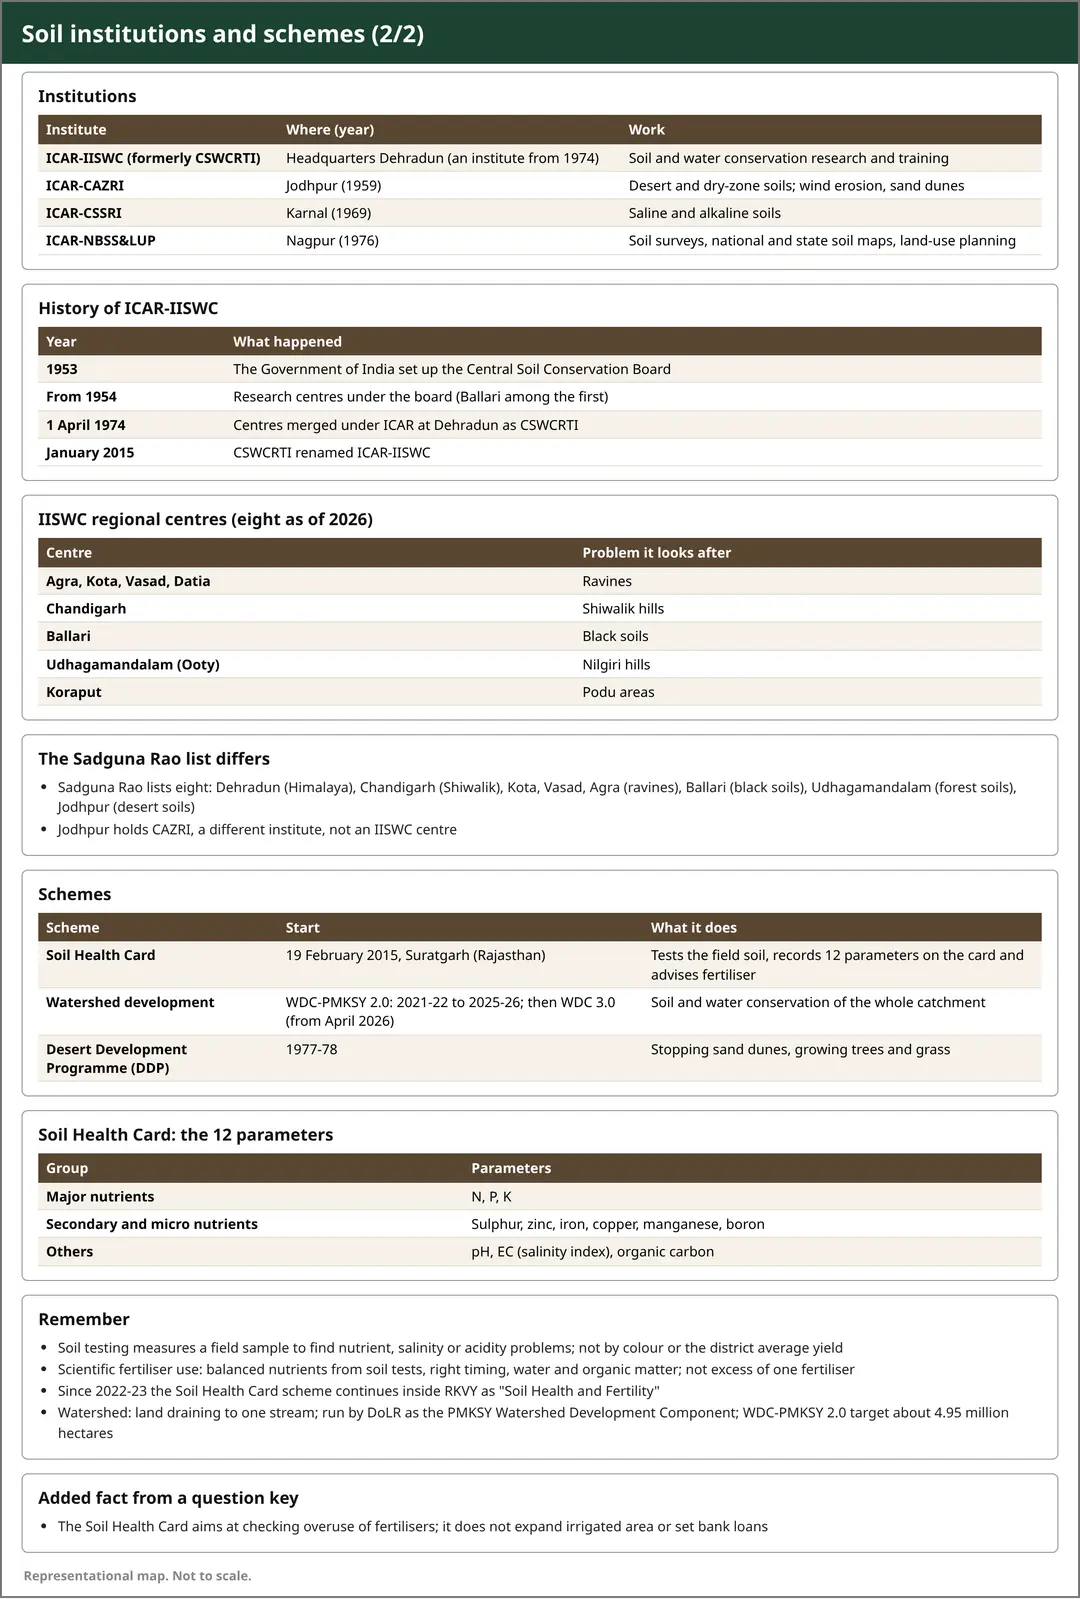 Soil institutions and schemes (2/2)
Institutions
Institute Where (year) Work
ICAR-IISWC (formerly CSWCRTI) Headquarters Dehradun (an institute from 1974) Soil and water conservation research and training
ICAR-CAZRI Jodhpur (1959) Desert and dry-zone soils; wind erosion, sand dunes
ICAR-CSSRI Karnal (1969) Saline and alkaline soils
ICAR-NBSS&LUP Nagpur (1976) Soil surveys, national and state soil maps, land-use planning
History of ICAR-IISWC
Year What happened
1953 The Government of India set up the Central Soil Conservation Board
From 1954 Research centres under the board (Ballari among the first)
1 April 1974 Centres merged under ICAR at Dehradun as CSWCRTI
January 2015 CSWCRTI renamed ICAR-IISWC
IISWC regional centres (eight as of 2026)
Centre Problem it looks after
Agra, Kota, Vasad, Datia Ravines
Chandigarh Shiwalik hills
Ballari Black soils
Udhagamandalam (Ooty) Nilgiri hills
Koraput Podu areas
The Sadguna Rao list differs
• Sadguna Rao lists eight: Dehradun (Himalaya), Chandigarh (Shiwalik), Kota, Vasad, Agra (ravines), Ballari (black soils), Udhagamandalam (forest soils),
Jodhpur (desert soils)
• Jodhpur holds CAZRI, a different institute, not an IISWC centre
Schemes
Scheme Start What it does
Soil Health Card 19 February 2015, Suratgarh (Rajasthan) Tests the field soil, records 12 parameters on the card and
advises fertiliser
Watershed development WDC-PMKSY 2.0: 2021-22 to 2025-26; then WDC 3.0 Soil and water conservation of the whole catchment
(from April 2026)
Desert Development 1977-78 Stopping sand dunes, growing trees and grass
Programme (DDP)
Soil Health Card: the 12 parameters
Group Parameters
Major nutrients N, P, K
Secondary and micro nutrients Sulphur, zinc, iron, copper, manganese, boron
Others pH, EC (salinity index), organic carbon
Remember
• Soil testing measures a field sample to find nutrient, salinity or acidity problems; not by colour or the district average yield
• Scientific fertiliser use: balanced nutrients from soil tests, right timing, water and organic matter; not excess of one fertiliser
• Since 2022-23 the Soil Health Card scheme continues inside RKVY as "Soil Health and Fertility"
• Watershed: land draining to one stream; run by DoLR as the PMKSY Watershed Development Component; WDC-PMKSY 2.0 target about 4.95 million
hectares
Added fact from a question key
• The Soil Health Card aims at checking overuse of fertilisers; it does not expand irrigated area or set bank loans
Representational map. Not to scale.